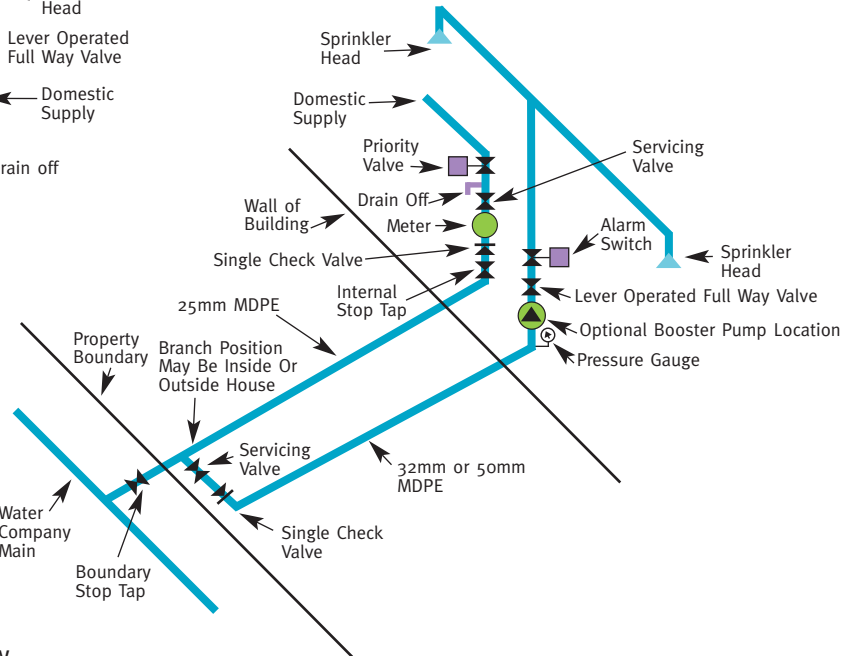 Head
Lever Operated
Full Way Valve
Domestic
Supply
rain off
Sprinkler
Head
Domestic
Supply
Priority
Valve
Servicing
Valve
Drain Off
Wall of
Building
Meter
Alarm
Switch
Single Check Valve
Sprinkler
Head
Internal
Stop Tap
Lever Operated Full Way Valve
25mm MDPE
Optional Booster Pump Location
Property
Boundary
Branch Position
May Be Inside Or
Outside House
Pressure Gauge
Servicing
Valve
32mm or 50mm
MDPE
Water
Company
Main
Single Check
Valve
Boundary
Stop Tap